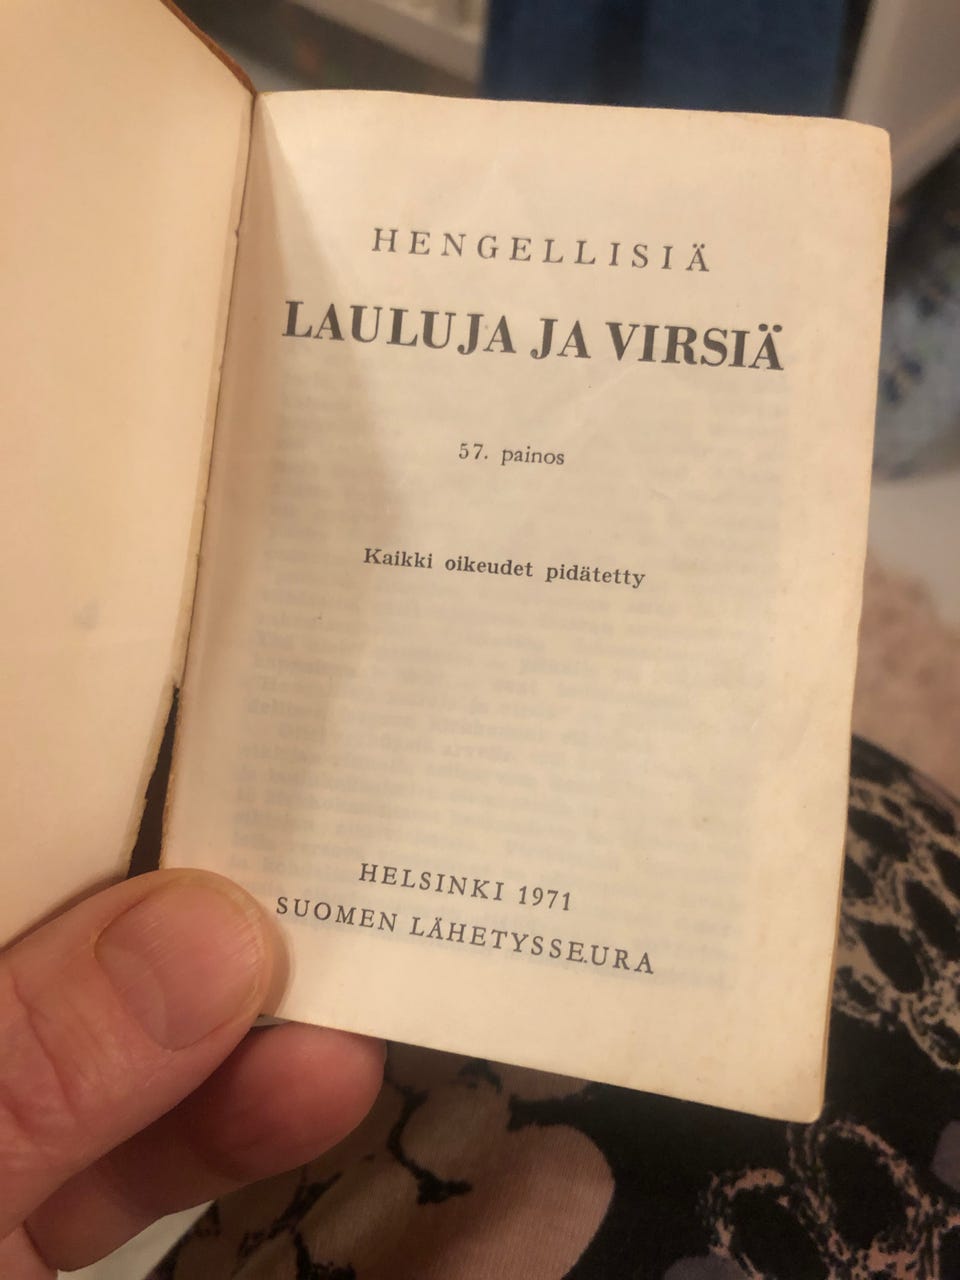 HENGELLISIÄ
LAULUJA JA VIRSIÄ
57. painos
Kaikki oikeudet pidätetty
HELSINKI 1971
SUOMEN LÄHETYSSEURA